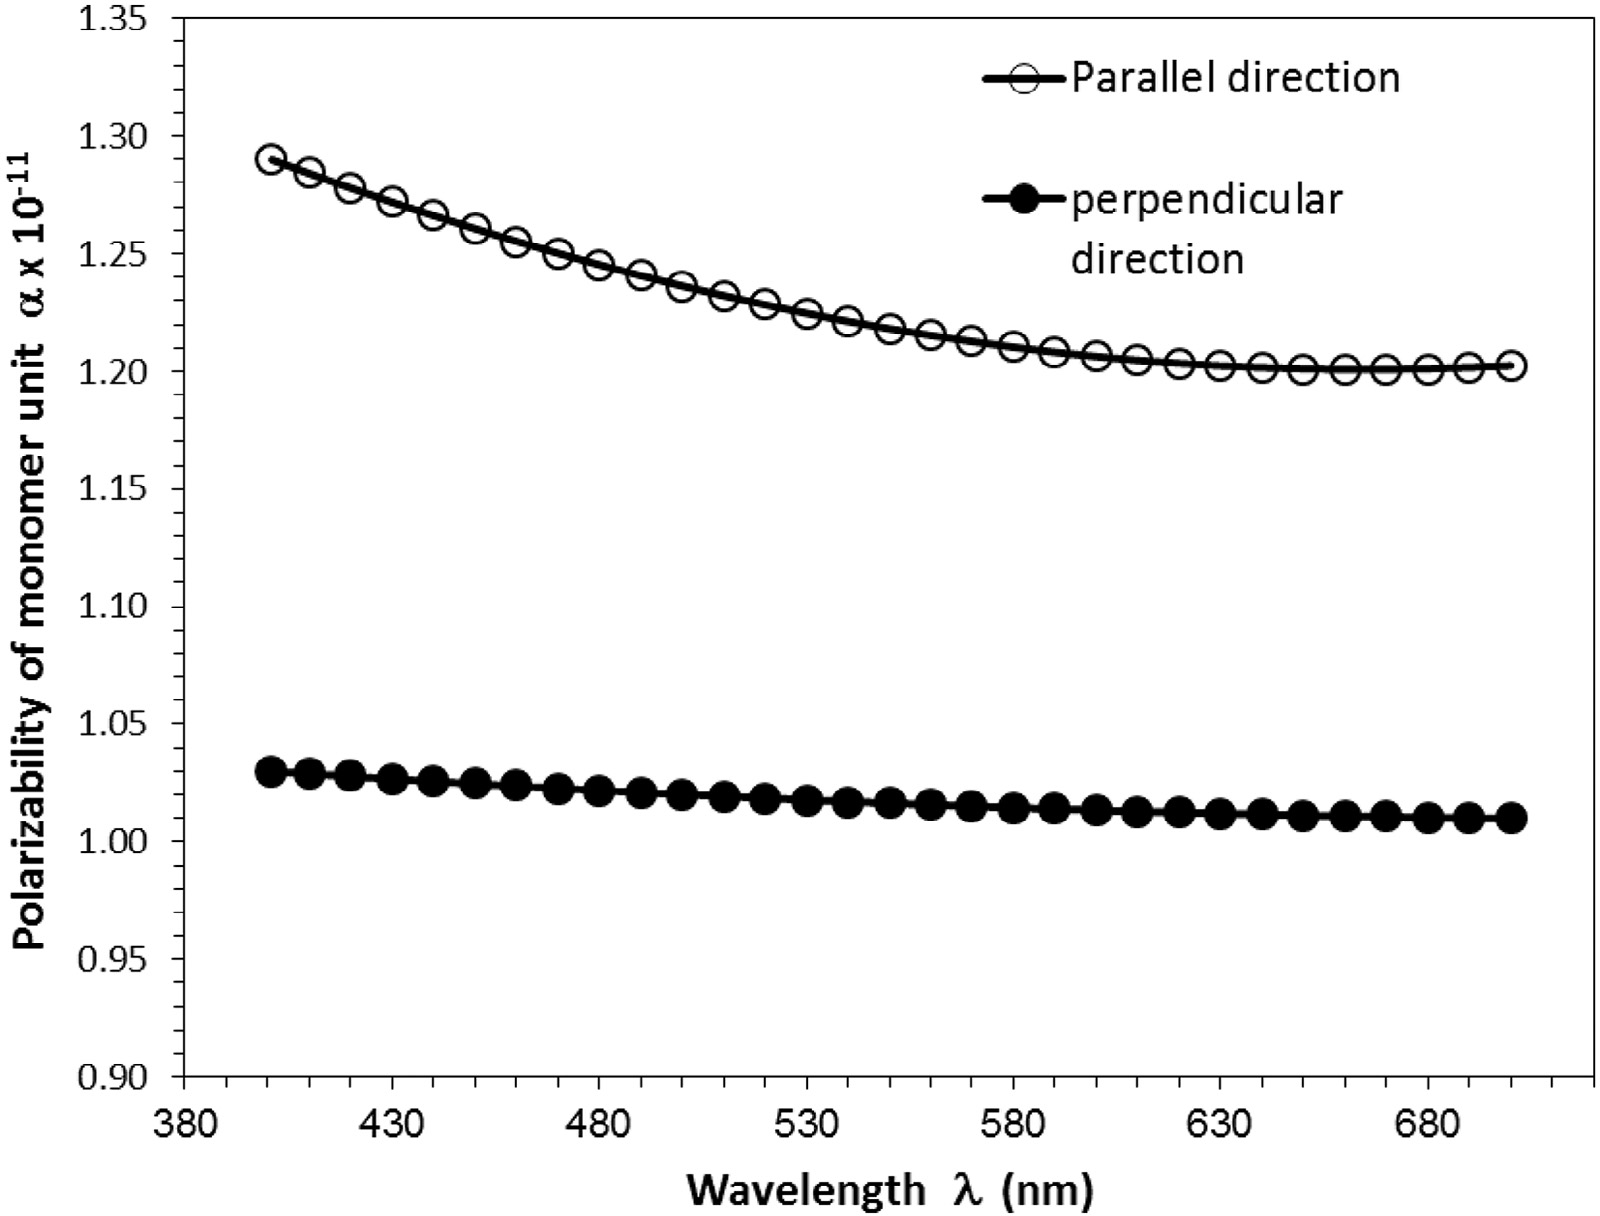 1.35
1.30
1.25
1.20
1.15
1.10
1.05
1.00
0.95
0.90
Polarizability of monomer unit α x 10-11
Parallel direction
perpendicular
direction
380 430 480 530 580 630 680
Wavelength λ (nm)